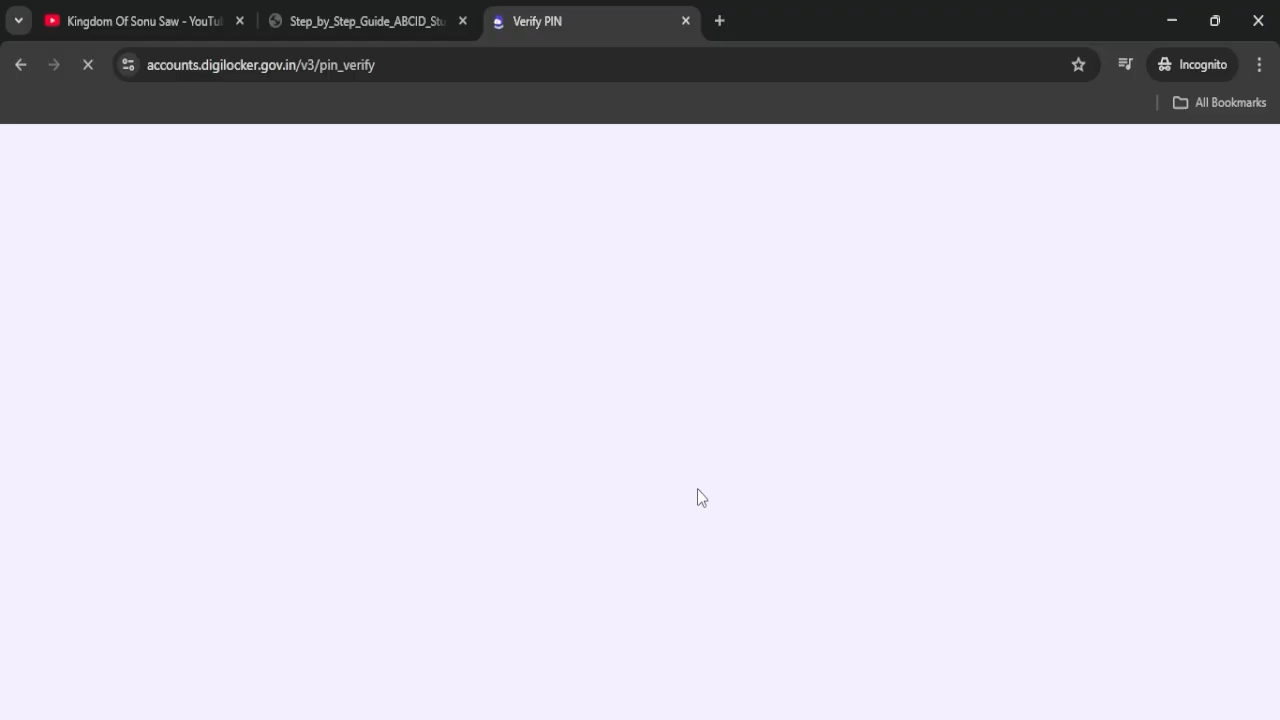 Kingdom Of Sonu Saw - YouTu
Step_by_Step_Guide_ABCID_Stu
Verify PIN
accounts.digilocker.gov.in/v3/pin_verify
Incognito
All Bookmarks